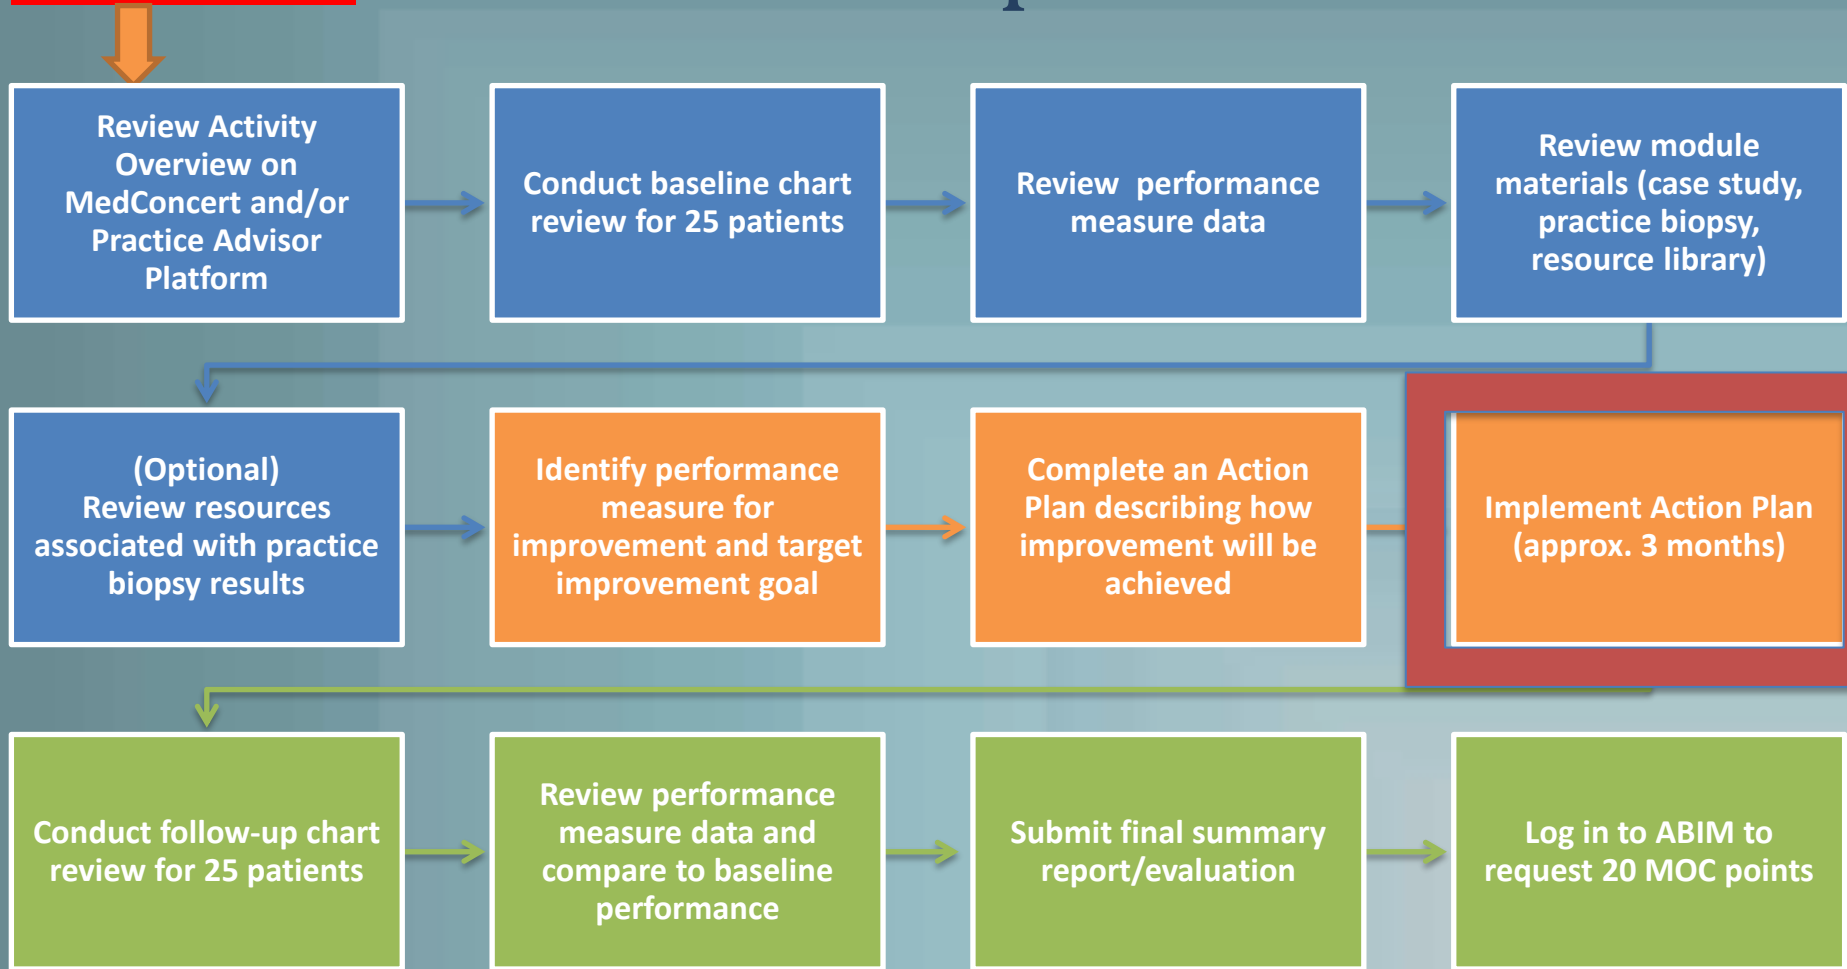 Review Activity
Overview on
MedConcert and/or
Practice Advisor
Platform
Conduct baseline chart
review for 25 patients
Review performance
measure data
Review module
materials (case study,
practice biopsy,
resource library)
(Optional)
Review resources
associated with practice
biopsy results
Identify performance
measure for
improvement and target
improvement goal
Complete an Action
Plan describing how
improvement will be
achieved
Implement Action Plan
(approx. 3 months)
Conduct follow-up chart
review for 25 patients
Review performance
measure data and
compare to baseline
performance
Submit final summary
report/evaluation
Log in to ABIM to
request 20 MOC points